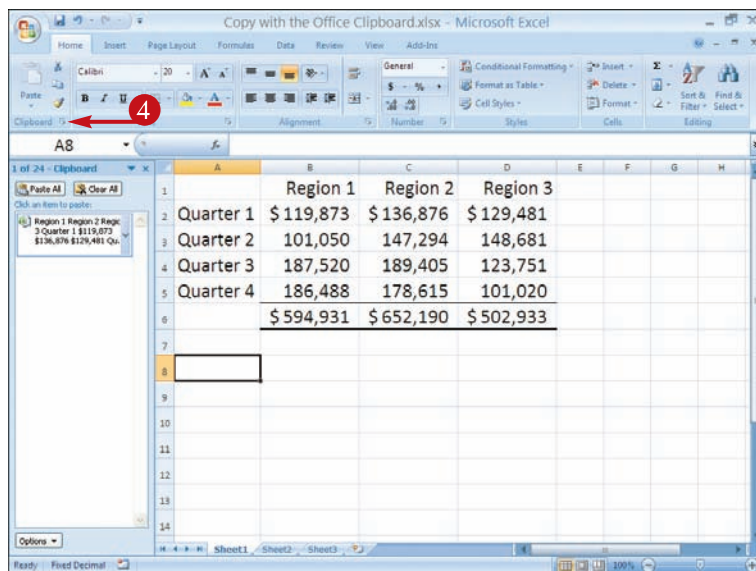 Copy with the Office Clipboard.xlsx - Microsoft Excel
Home Insert Page Layout Formulas Data Review View Add-Ins
Paste
Calibri 20 A A
B I U A
General
$ % ,
Conditional Formatting
Format as Table
Cell Styles
Insert
Delete
Format
Σ
Sort & Filter
Find & Select
Clipboard Alignment Number Styles Cells Editing
4
A8 fx
1 of 24 - Clipboard
Paste All Clear All
Click an item to paste:
Region 1 Region 2 Regic
3 Quarter 1 $119,873
$136,876 $129,481 Qu.
Options
A B C D E F G H
1 Region 1 Region 2 Region 3
2 Quarter 1 $119,873 $136,876 $129,481
3 Quarter 2 101,050 147,294 148,681
4 Quarter 3 187,520 189,405 123,751
5 Quarter 4 186,488 178,615 101,020
6 $594,931 $652,190 $502,933
7
8
9
10
11
12
13
14
Sheet1 Sheet2 Sheet3
Ready Fixed Decimal 100%